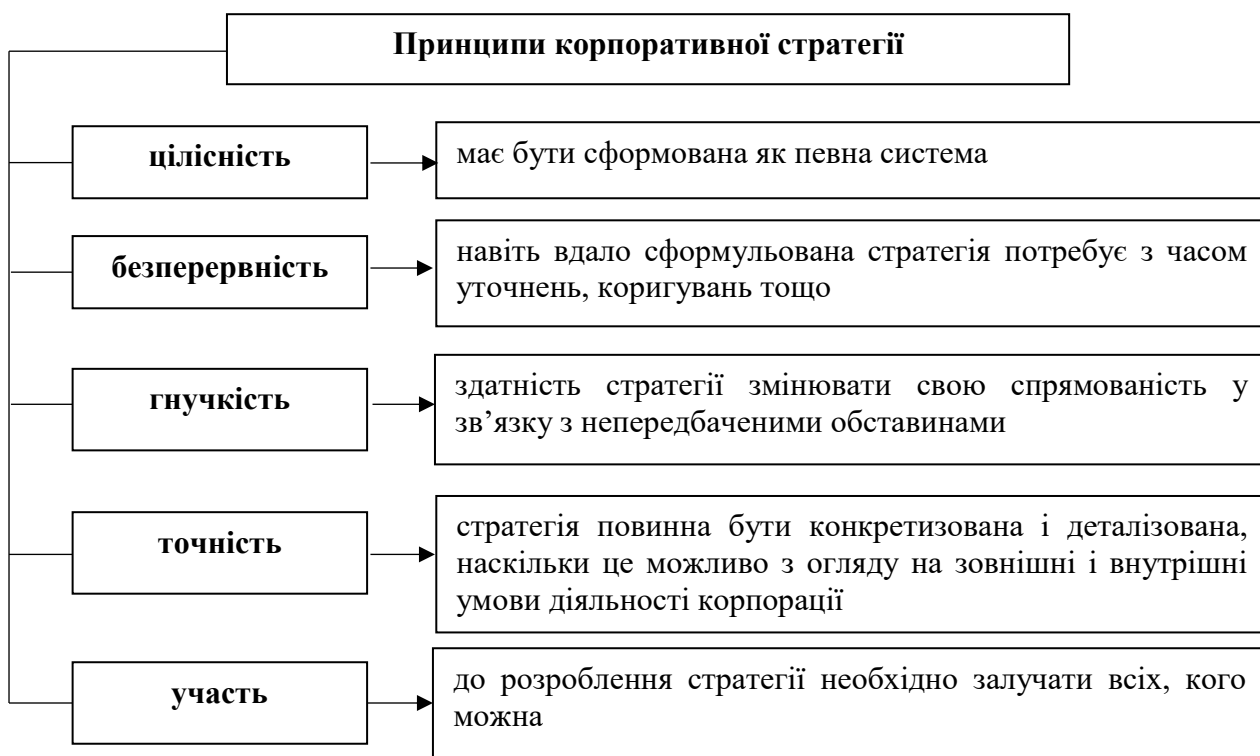 Принципи корпоративної стратегії
цілісність
має бути сформована як певна система
безперервність
навіть вдало сформульована стратегія потребує з часом
уточнень, коригувань тощо
гнучкість
здатність стратегії змінювати свою спрямованість у
зв’язку з непередбаченими обставинами
точність
стратегія повинна бути конкретизована і деталізована,
наскільки це можливо з огляду на зовнішні і внутрішні
умови діяльності корпорації
участь
до розроблення стратегії необхідно залучати всіх, кого
можна